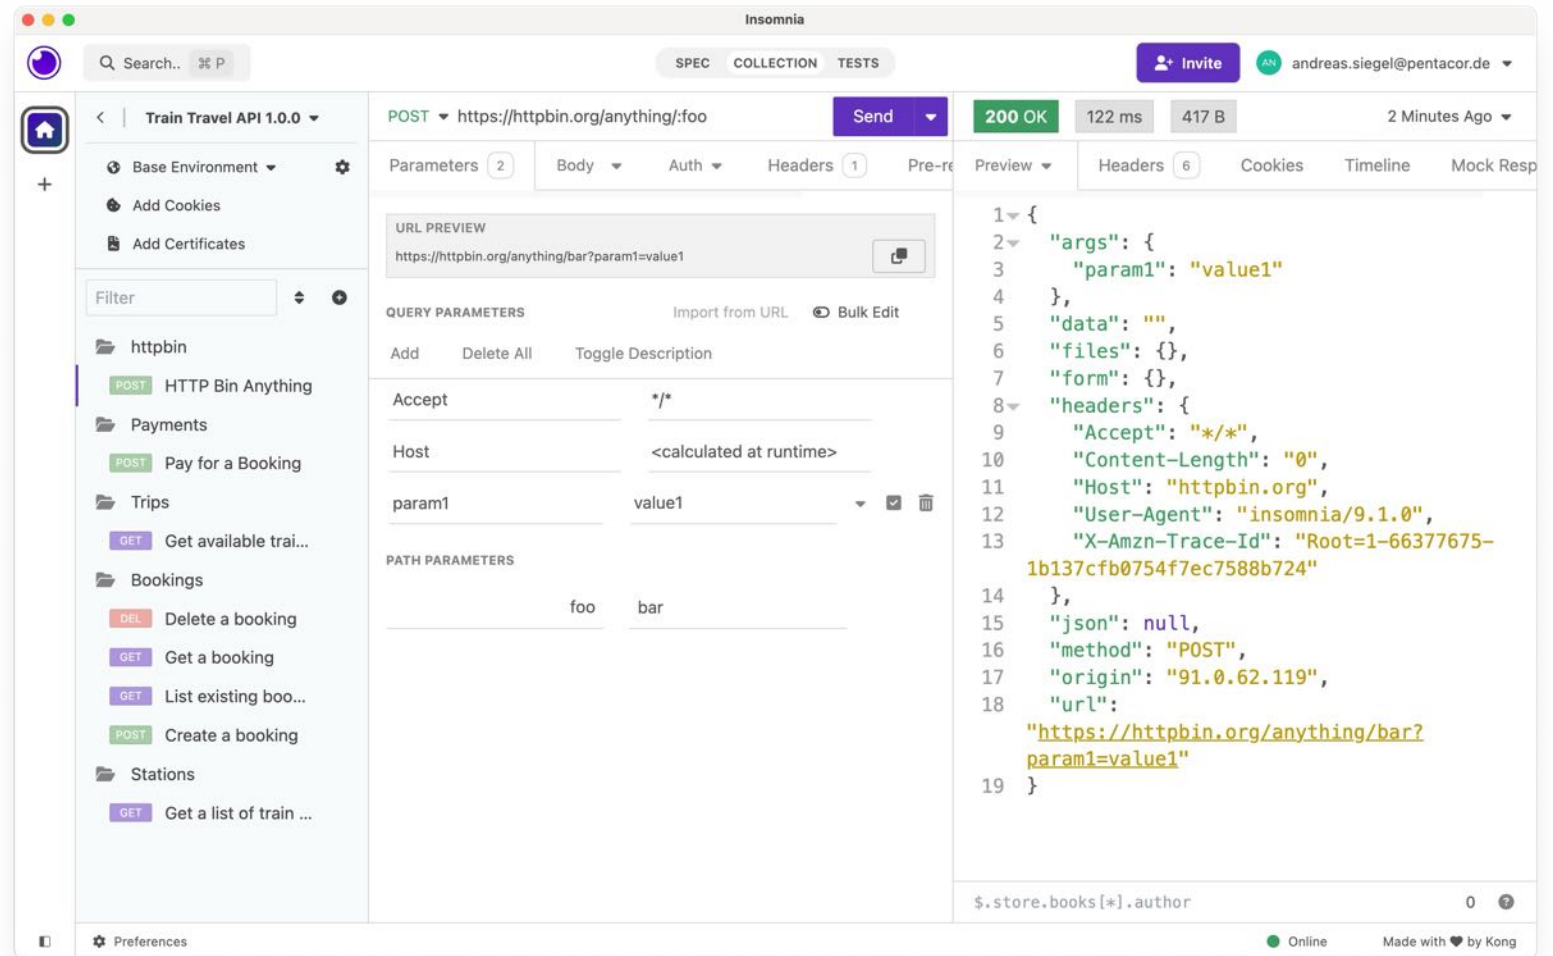 Insomnia
Search.. ⌘ P
SPEC COLLECTION TESTS
Invite
AN andreas.siegel@pentacor.de
Train Travel API 1.0.0
Base Environment
Add Cookies
Add Certificates
Filter
httpbin
POST HTTP Bin Anything
Payments
POST Pay for a Booking
Trips
GET Get available trai...
Bookings
DEL Delete a booking
GET Get a booking
GET List existing boo...
POST Create a booking
Stations
GET Get a list of train ...
POST https://httpbin.org/anything/:foo Send
Parameters 2 Body Auth Headers 1 Pre-re
URL PREVIEW
https://httpbin.org/anything/bar?param1=value1
QUERY PARAMETERS Import from URL Bulk Edit
Add Delete All Toggle Description
Accept */*
Host <calculated at runtime>
param1 value1
PATH PARAMETERS
foo bar
200 OK 122 ms 417 B 2 Minutes Ago
Preview Headers 6 Cookies Timeline Mock Resp
1 {
2 "args": {
3 "param1": "value1"
4 },
5 "data": "",
6 "files": {},
7 "form": {},
8 "headers": {
9 "Accept": "*/*",
10 "Content-Length": "0",
11 "Host": "httpbin.org",
12 "User-Agent": "insomnia/9.1.0",
13 "X-Amzn-Trace-Id": "Root=1-66377675-
1b137cfb0754f7ec7588b724"
14 },
15 "json": null,
16 "method": "POST",
17 "origin": "91.0.62.119",
18 "url":
"https://httpbin.org/anything/bar?
param1=value1"
19 }
$.store.books[*].author 0
Preferences
Online Made with ♥ by Kong